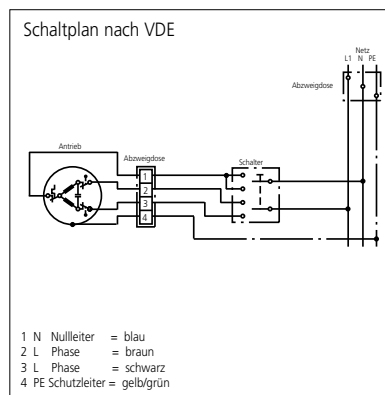 Schaltplan nach VDE
Netz
L1 N PE
Abzweigdose
Antrieb
Abzweigdose
Schalter
1
2
3
4
1 N Nullleiter = blau
2 L Phase = braun
3 L Phase = schwarz
4 PE Schutzleiter = gelb/grün